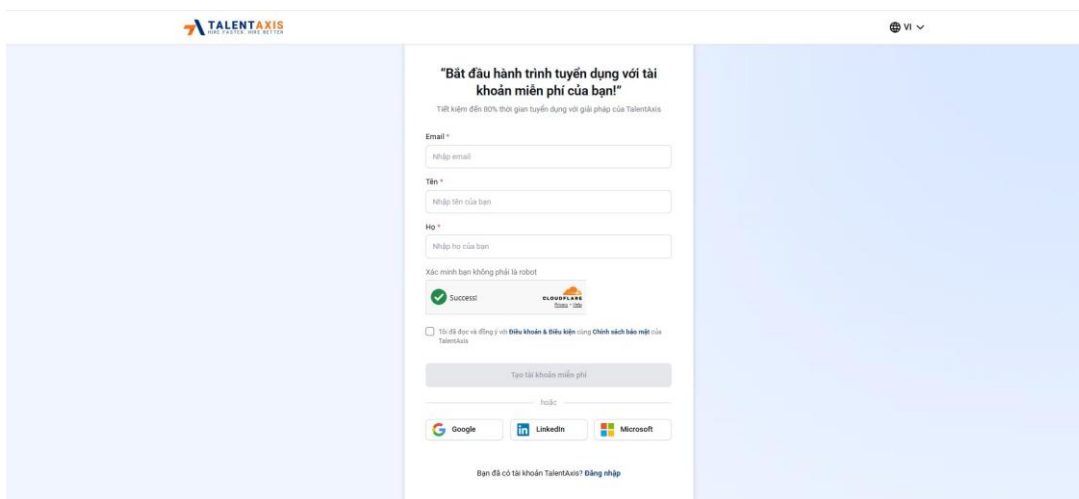 TALENTAXIS
HIRE FASTER. HIRE BETTER
VI
“Bắt đầu hành trình tuyển dụng với tài
khoản miễn phí của bạn!”
Tiết kiệm đến 80% thời gian tuyển dụng với giải pháp của TalentAxis
Email *
Nhập email
Tên *
Nhập tên của bạn
Họ *
Nhập họ của bạn
Xác minh bạn không phải là robot
Success!
CLOUDFLARE
Privacy • Help
Tôi đã đọc và đồng ý với Điều khoản & Điều kiện cùng Chính sách bảo mật của
TalentAxis
Tạo tài khoản miễn phí
hoặc
Google
LinkedIn
Microsoft
Bạn đã có tài khoản TalentAxis? Đăng nhập